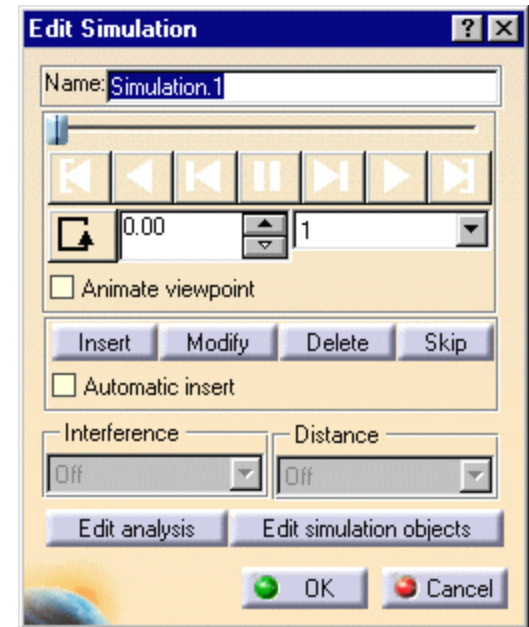 Edit Simulation ? X
Name: Simulation.1
0.00 1
Animate viewpoint
Insert Modify Delete Skip
Automatic insert
Interference Distance
Off Off
Edit analysis Edit simulation objects
OK Cancel